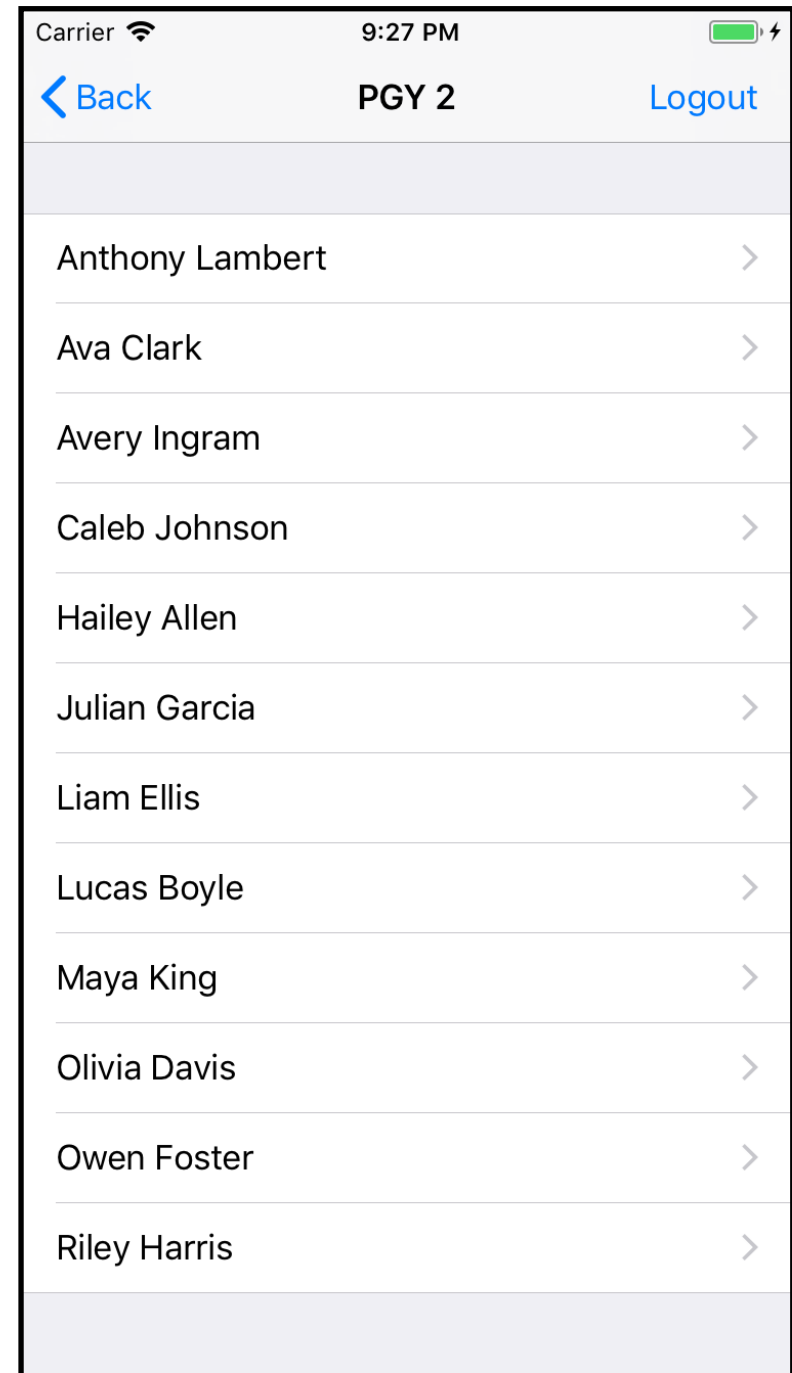 Carrier 9:27 PM
Back PGY 2 Logout
Anthony Lambert
Ava Clark
Avery Ingram
Caleb Johnson
Hailey Allen
Julian Garcia
Liam Ellis
Lucas Boyle
Maya King
Olivia Davis
Owen Foster
Riley Harris